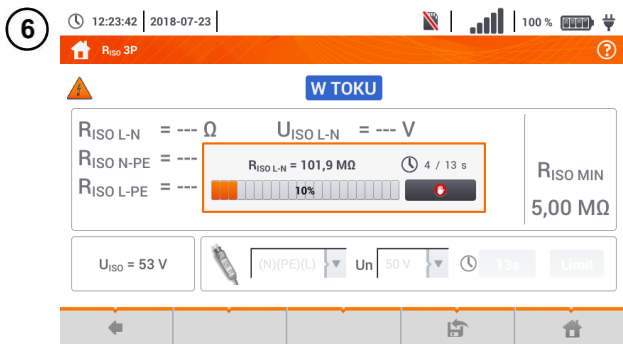 6
12:23:42 2018-07-23 100 %
RISO 3P ?
W TOKU
RISO L-N = --- Ω UISO L-N = --- V
RISO N-PE = ---
RISO L-PE = ---
RISO L-N = 101,9 MΩ 4 / 13 s
10%
RISO MIN
5,00 MΩ
UISO = 53 V
(N)(PE)(L) Un 50 V 13s Limit